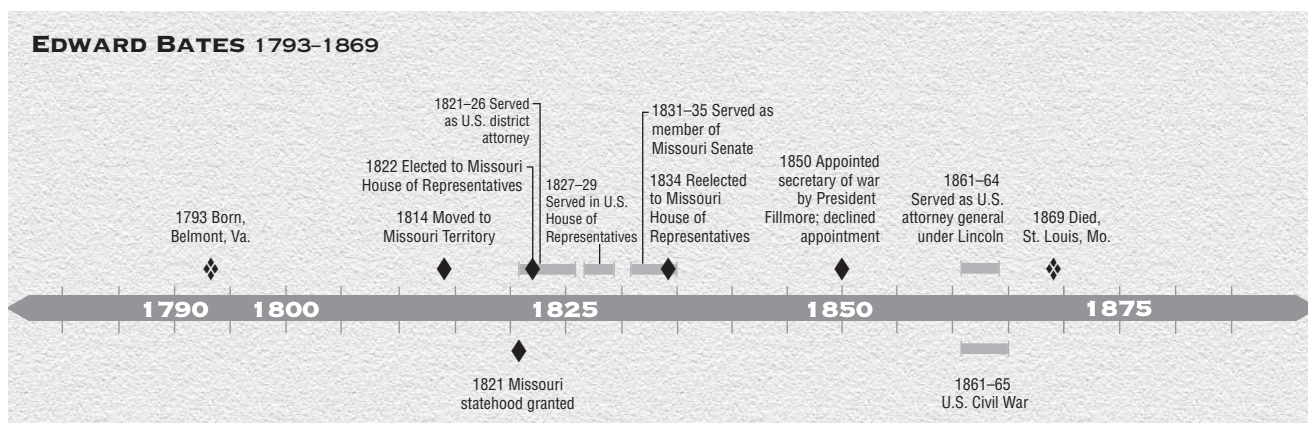 EDWARD BATES 1793–1869
1821–26 Served
as U.S. district
attorney
1831–35 Served as
member of
Missouri Senate
1822 Elected to Missouri
House of Representatives
1827–29
Served in U.S.
House of
Representatives
1834 Reelected
to Missouri
House of
Representatives
1850 Appointed
secretary of war
by President
Fillmore; declined
appointment
1861–64
Served as U.S.
attorney general
under Lincoln
1793 Born,
Belmont, Va.
1814 Moved to
Missouri Territory
1869 Died,
St. Louis, Mo.
1790 1800 1825 1850 1875
1821 Missouri
statehood granted
1861–65
U.S. Civil War